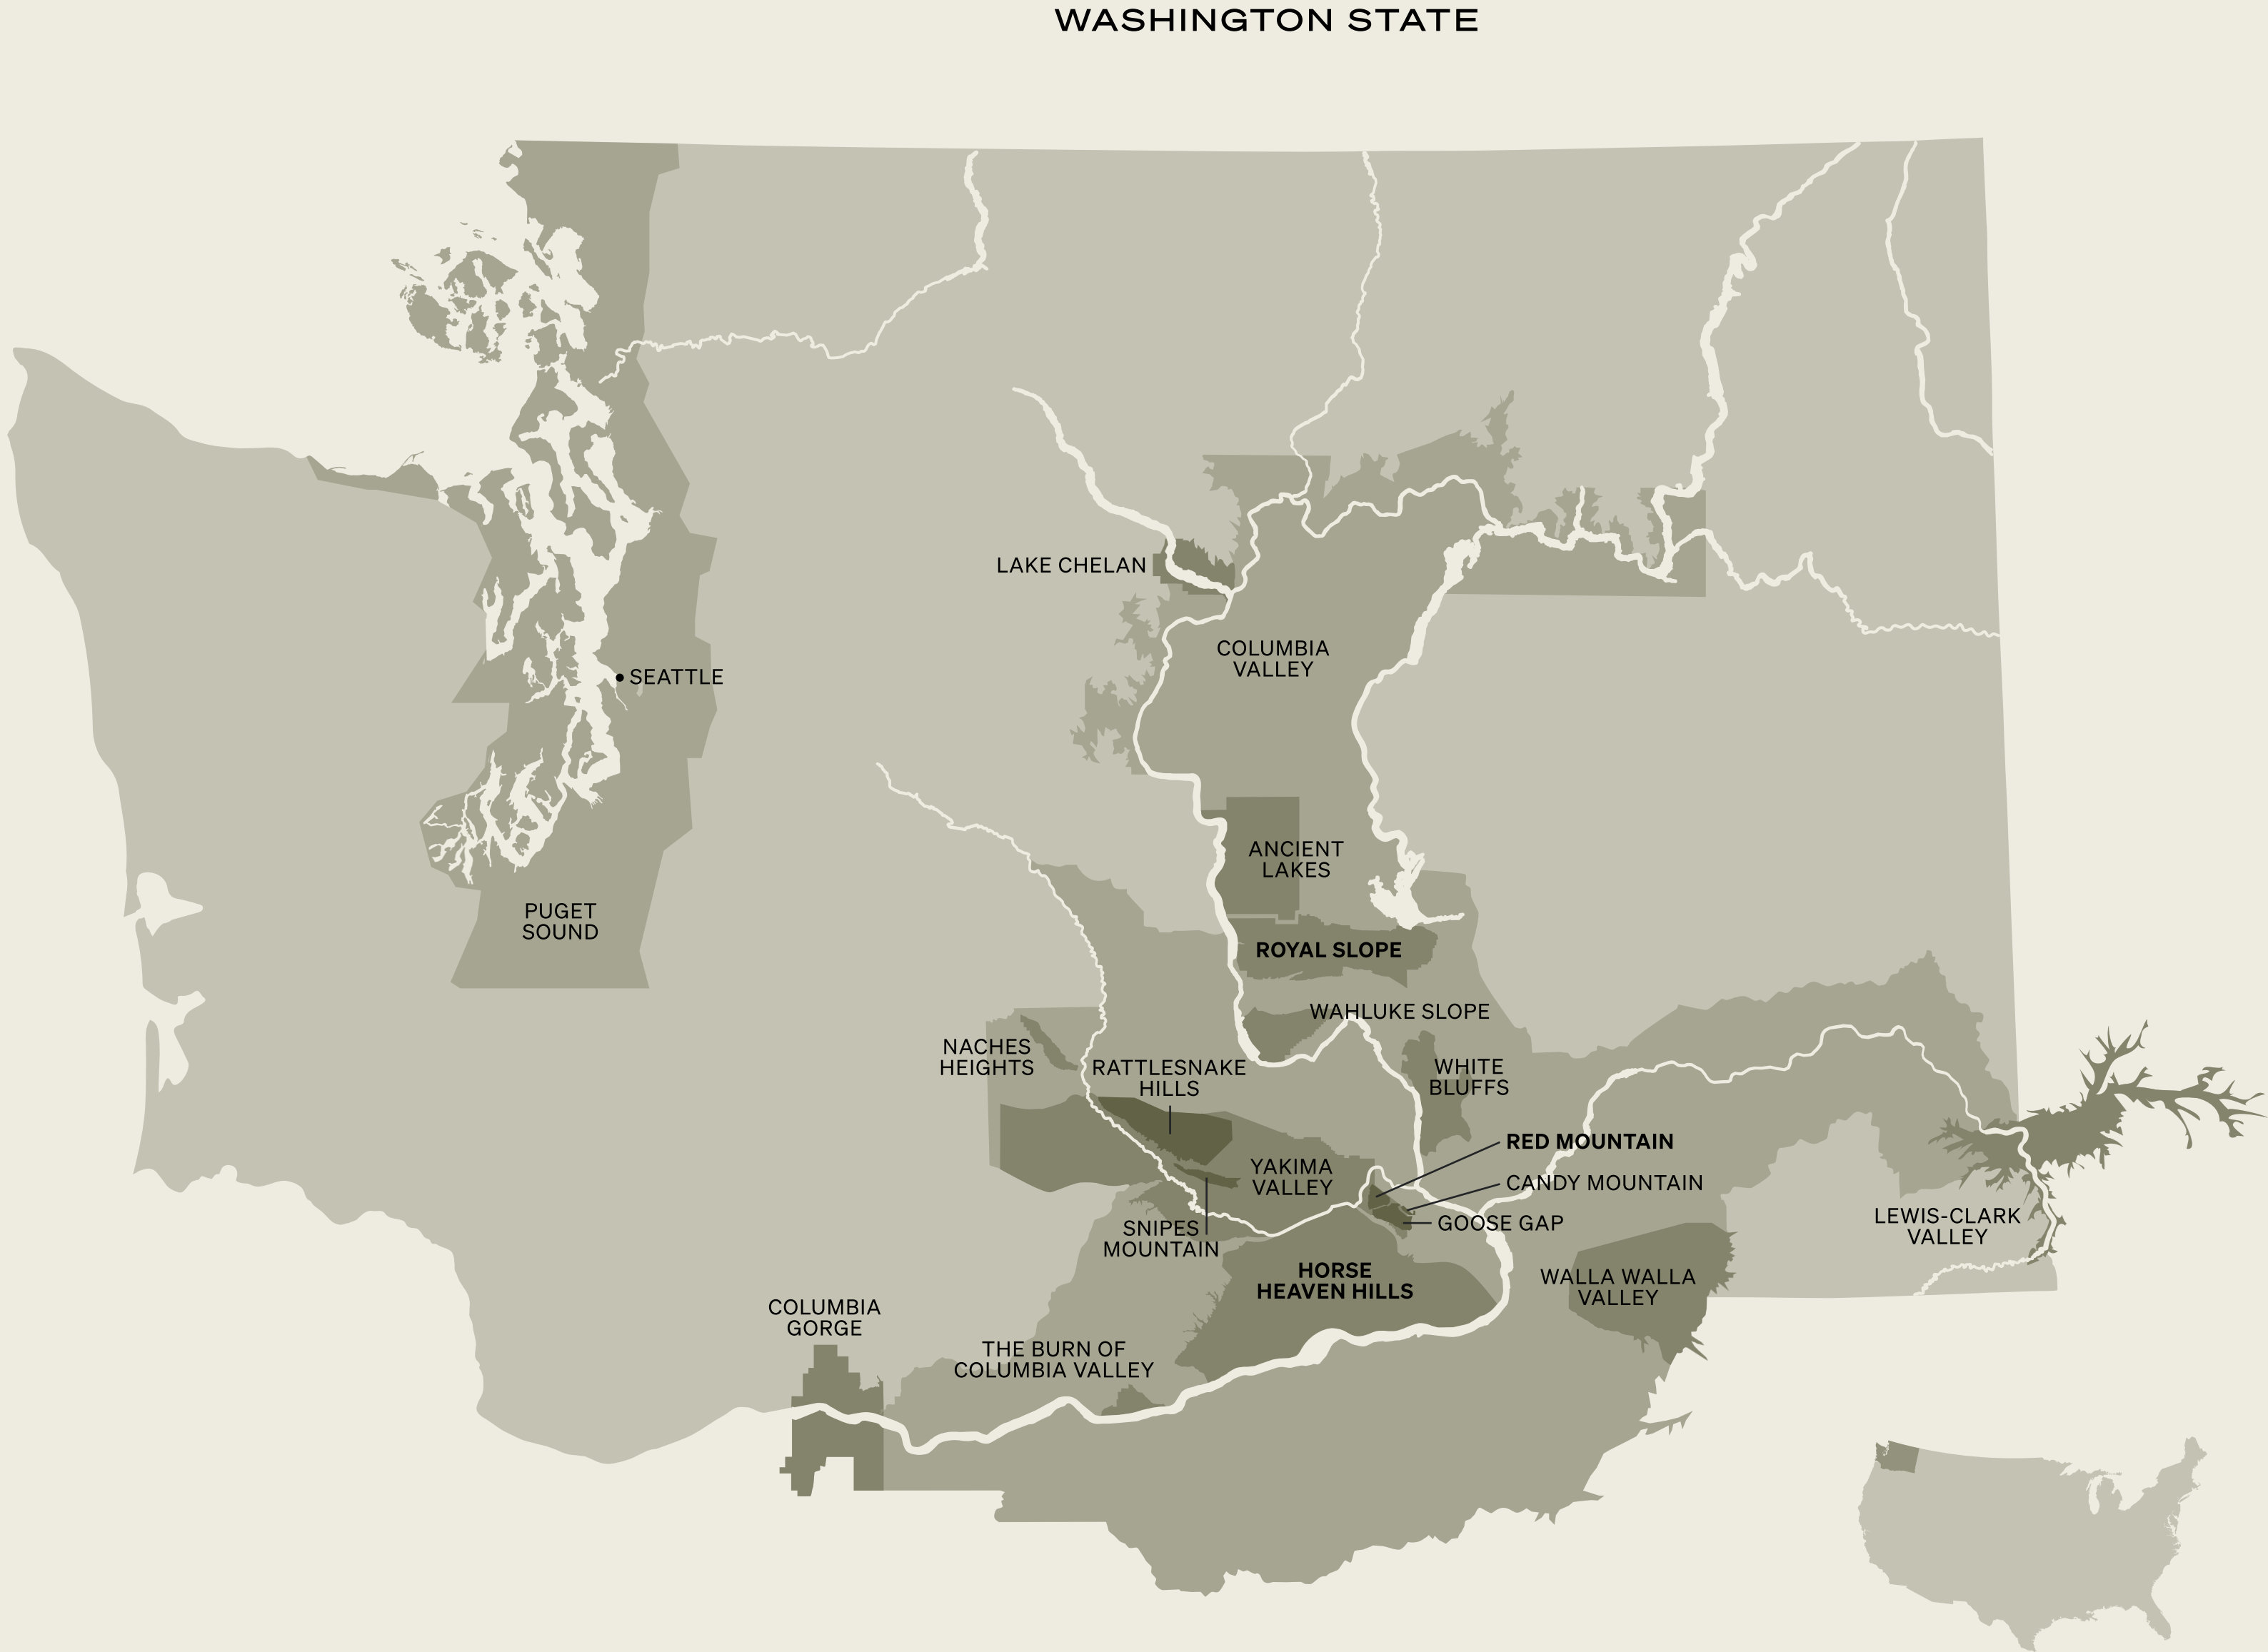 WASHINGTON STATE
LAKE CHELAN
COLUMBIA
VALLEY
SEATTLE
ANCIENT
LAKES
PUGET
SOUND
ROYAL SLOPE
WAHLUKE SLOPE
NACHES
HEIGHTS
RATTLESNAKE
HILLS
WHITE
BLUFFS
RED MOUNTAIN
YAKIMA
VALLEY
CANDY MOUNTAIN
GOOSE GAP
SNIPES
MOUNTAIN
LEWIS-CLARK
VALLEY
HORSE
HEAVEN HILLS
WALLA WALLA
VALLEY
COLUMBIA
GORGE
THE BURN OF
COLUMBIA VALLEY